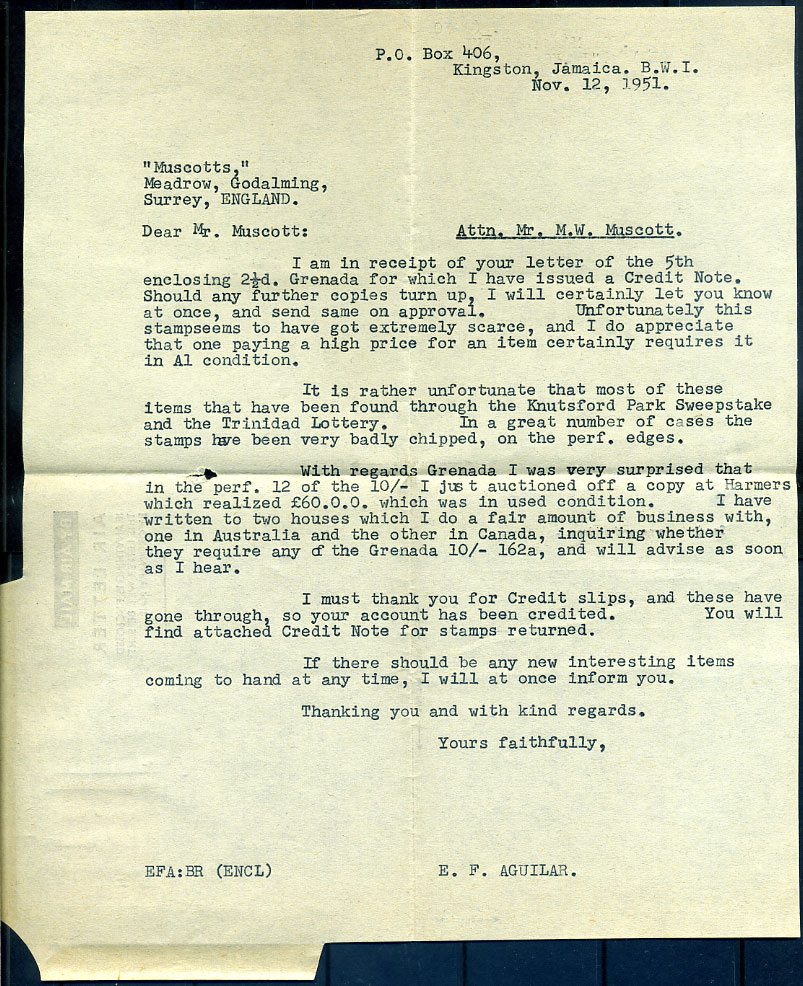 P.O. Box 406,
Kingston, Jamaica. B.W.I.
Nov. 12, 1951.
"Muscotts,"
Meadrow, Godalming,
Surrey, ENGLAND.
Dear Mr. Muscott:
Attn. Mr. M.W. Muscott.
I am in receipt of your letter of the 5th
enclosing 2½d. Grenada for which I have issued a Credit Note.
Should any further copies turn up, I will certainly let you know
at once, and send same on approval. Unfortunately this
stampseems to have got extremely scarce, and I do appreciate
that one paying a high price for an item certainly requires it
in A1 condition.
It is rather unfortunate that most of these
items that have been found through the Knutsford Park Sweepstake
and the Trinidad Lottery. In a great number of cases the
stamps have been very badly chipped, on the perf. edges.
With regards Grenada I was very surprised that
in the perf. 12 of the 10/- I just auctioned off a copy at Harmers
which realized £60.0.0. which was in used condition. I have
written to two houses which I do a fair amount of business with,
one in Australia and the other in Canada, inquiring whether
they require any of the Grenada 10/- 162a, and will advise as soon
as I hear.
I must thank you for Credit slips, and these have
gone through, so your account has been credited. You will
find attached Credit Note for stamps returned.
If there should be any new interesting items
coming to hand at any time, I will at once inform you.
Thanking you and with kind regards.
Yours faithfully,
EFA:BR (ENCL)
E. F. AGUILAR.
AIR LETTER